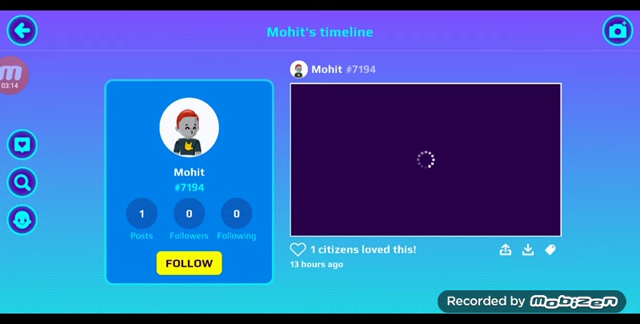 Mohit's timeline
03:14
Mohit #7194
Mohit
#7194
1 0 0
Posts Followers Following
FOLLOW
1 citizens loved this!
13 hours ago
Recorded by MOBIZEN